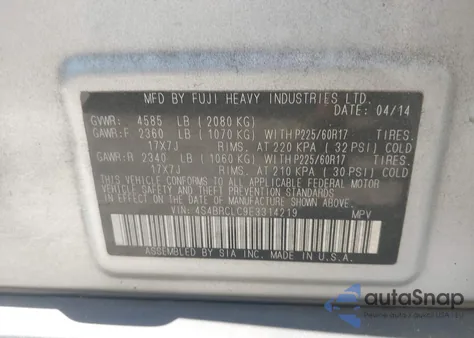 MFD BY FUJI HEAVY INDUSTRIES LTD.
DATE: 04/14
GVWR: 4585 LB ( 2080 KG)
GAWR:F 2360 LB ( 1070 KG) WITH P225/60R17 TIRES.
17X7J RIMS. AT 220 KPA ( 32 PSI) COLD
GAWR:R 2340 LB ( 1060 KG) WITH P225/60R17 TIRES.
17X7J RIMS. AT 210 KPA ( 30 PSI) COLD
THIS VEHICLE CONFORMS TO ALL APPLICABLE FEDERAL MOTOR
VEHICLE SAFETY STANDARDS IN EFFECT ON THE DATE OF
MANUFACTURE SHOWN ABOVE.
VIN: 4S4BRCLC9E3314219 MPV
ASSEMBLED BY SIA INC. MADE IN U.S.A.
autoSnap